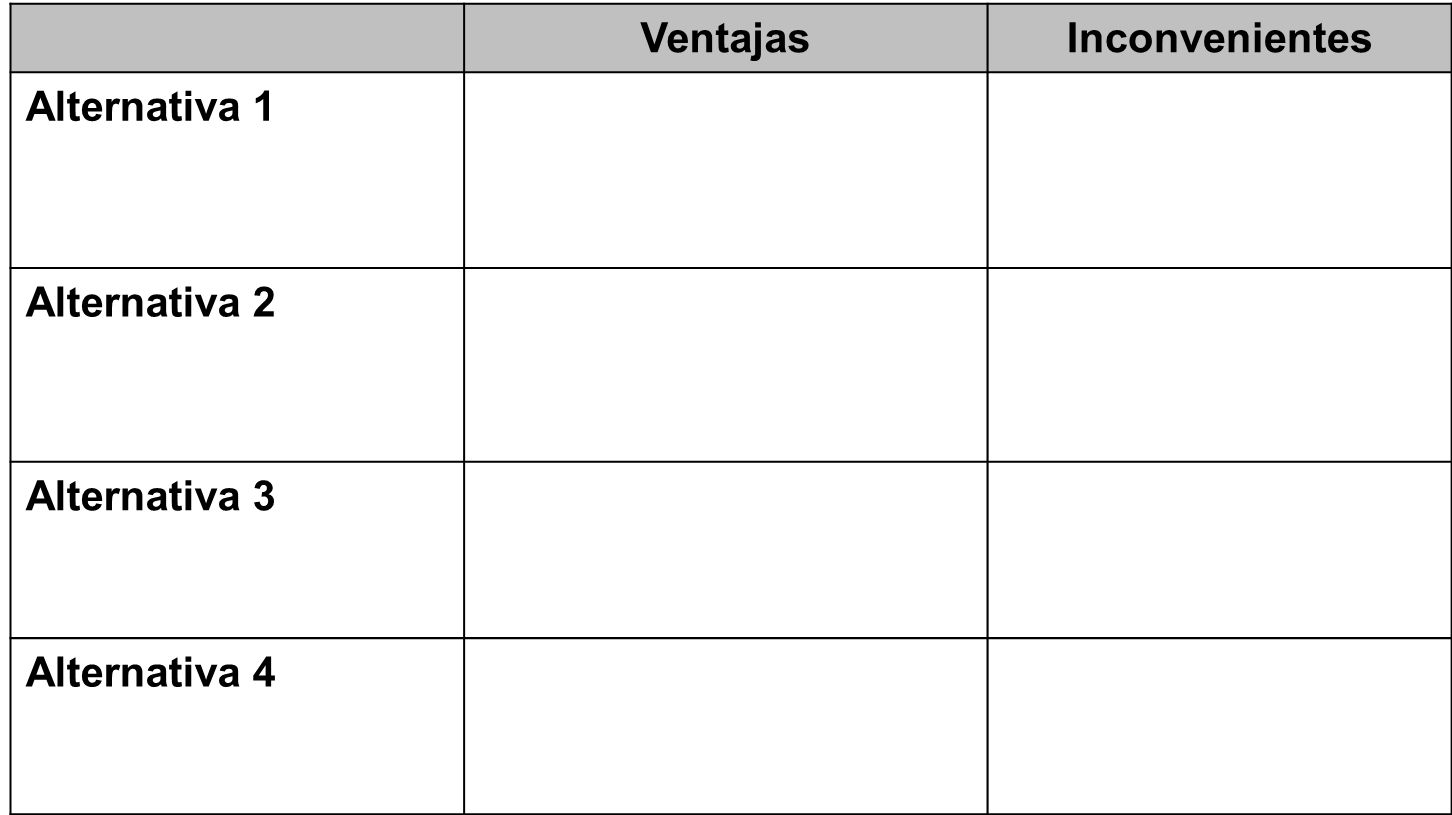 Ventajas Inconvenientes
Alternativa 1
Alternativa 2
Alternativa 3
Alternativa 4